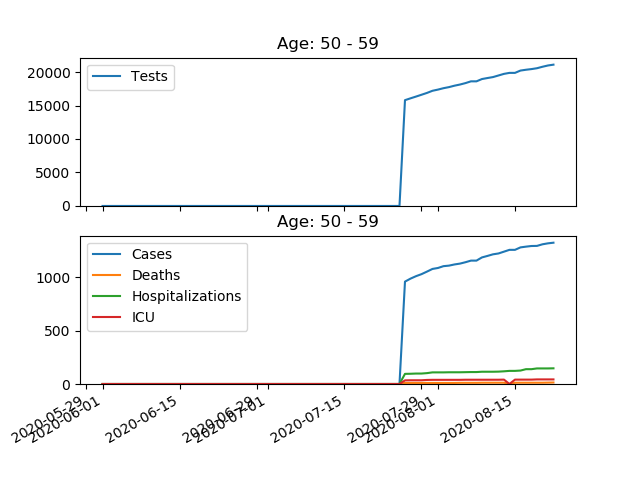 Age: 50 - 59
20000
15000
10000
5000
0
Tests
Age: 50 - 59
1000
500
0
Cases
Deaths
Hospitalizations
ICU
2020-05-29
2020-06-01
2020-06-15
2020-06-29
2020-07-01
2020-07-15
2020-07-29
2020-08-01
2020-08-15